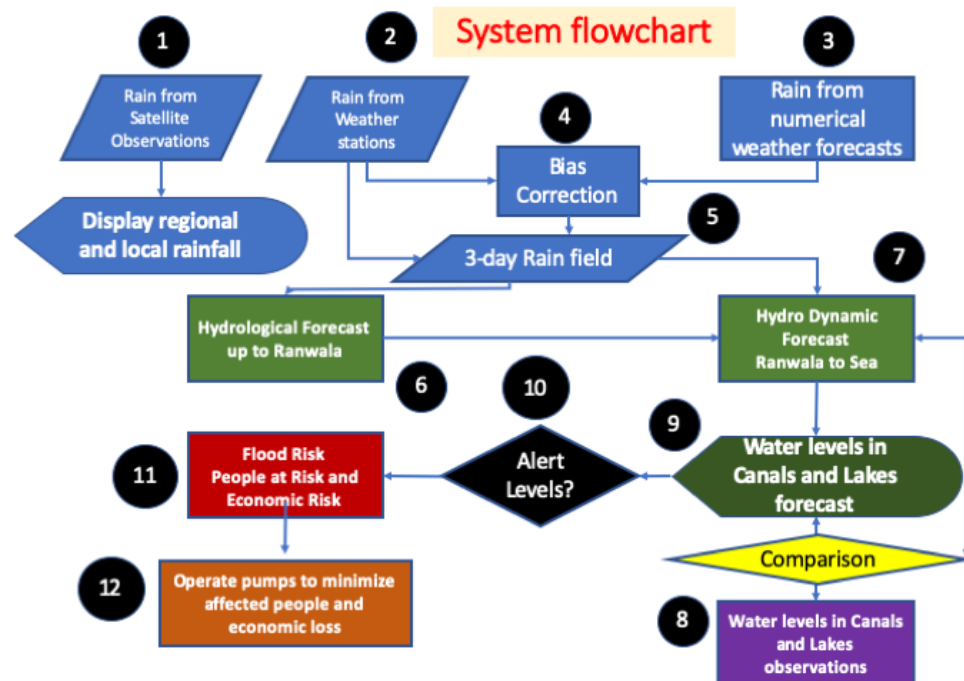 System flowchart
1
2
3
Rain from
Satellite
Observations
Rain from
Weather
stations
Rain from
numerical
weather forecasts
4
Bias
Correction
Display regional
and local rainfall
5
3-day Rain field
7
Hydrological Forecast
up to Ranwala
Hydro Dynamic
Forecast
Ranwala to Sea
6
10
9
11
Flood Risk
People at Risk and
Economic Risk
Alert
Levels?
Water levels in
Canals and Lakes
forecast
12
Operate pumps to minimize
affected people and
economic loss
Comparison
8
Water levels in Canals
and Lakes
observations